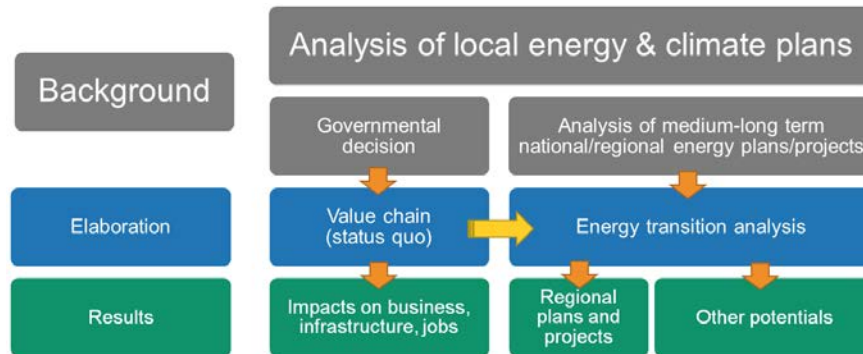 Analysis of local energy & climate plans
Background
Governmental
decision
Analysis of medium-long term
national/regional energy plans/projects
Elaboration
Value chain
(status quo)
Energy transition analysis
Results
Impacts on business,
infrastructure, jobs
Regional
plans and
projects
Other potentials